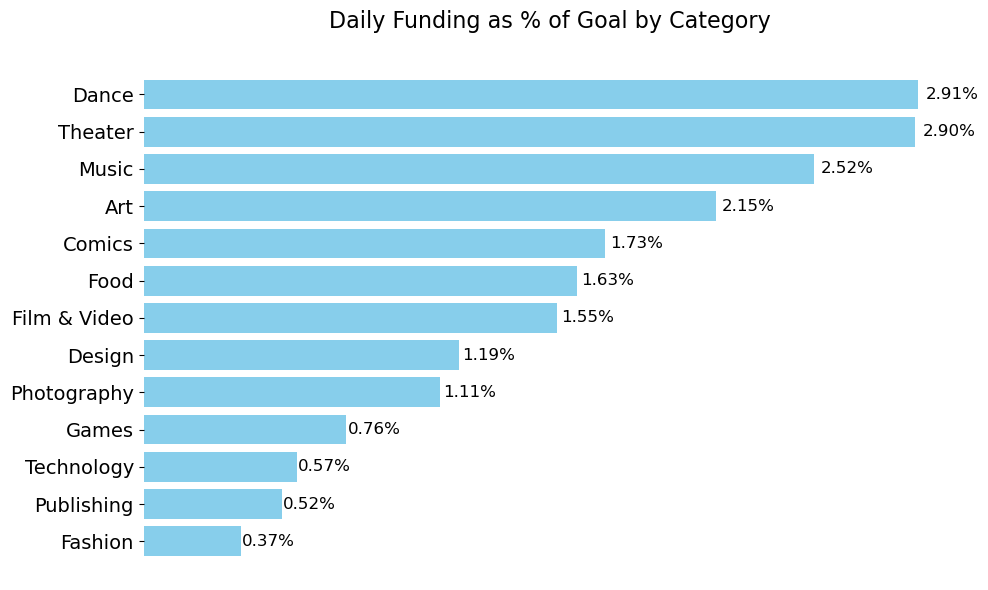 Daily Funding as % of Goal by Category
Dance 2.91%
Theater 2.90%
Music 2.52%
Art 2.15%
Comics 1.73%
Food 1.63%
Film & Video 1.55%
Design 1.19%
Photography 1.11%
Games 0.76%
Technology 0.57%
Publishing 0.52%
Fashion 0.37%